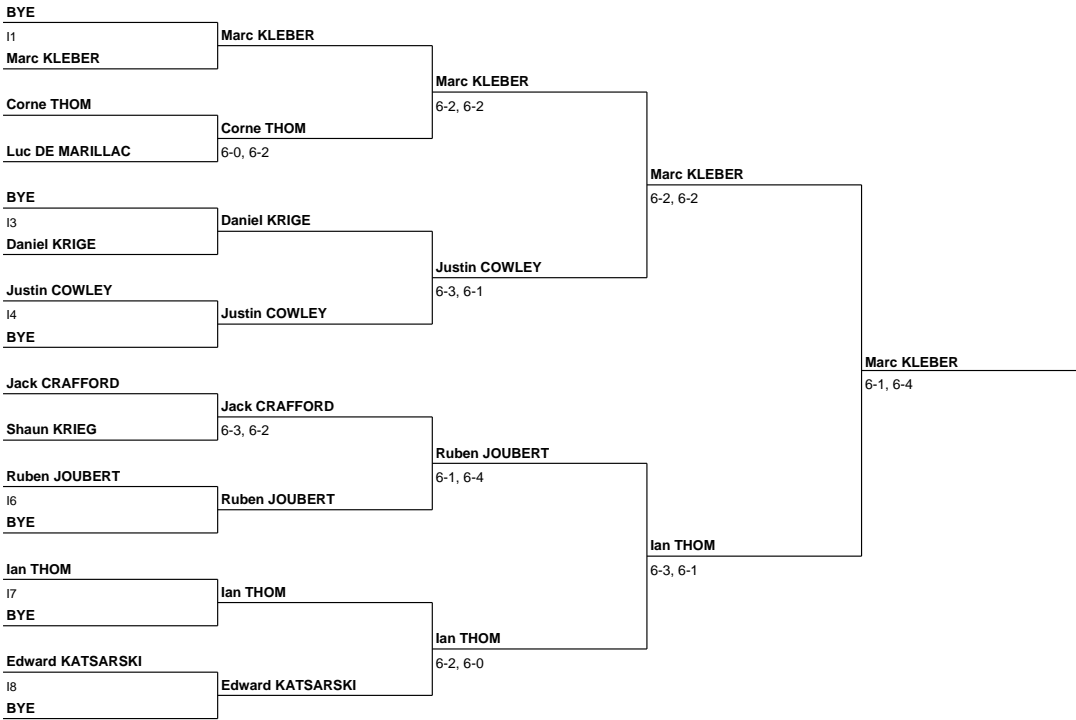 BYE
I1
Marc KLEBER
Corne THOM
Luc DE MARILLAC
BYE
I3
Daniel KRIGE
Justin COWLEY
I4
BYE
Jack CRAFFORD
Shaun KRIEG
Ruben JOUBERT
I6
BYE
Ian THOM
I7
BYE
Edward KATSARSKI
I8
BYE
Marc KLEBER
Corne THOM
6-0, 6-2
Daniel KRIGE
Justin COWLEY
Jack CRAFFORD
6-3, 6-2
Ruben JOUBERT
Ian THOM
Edward KATSARSKI
Marc KLEBER
6-2, 6-2
Justin COWLEY
6-3, 6-1
Ruben JOUBERT
6-1, 6-4
Ian THOM
6-2, 6-0
Marc KLEBER
6-2, 6-2
Ian THOM
6-3, 6-1
Marc KLEBER
6-1, 6-4